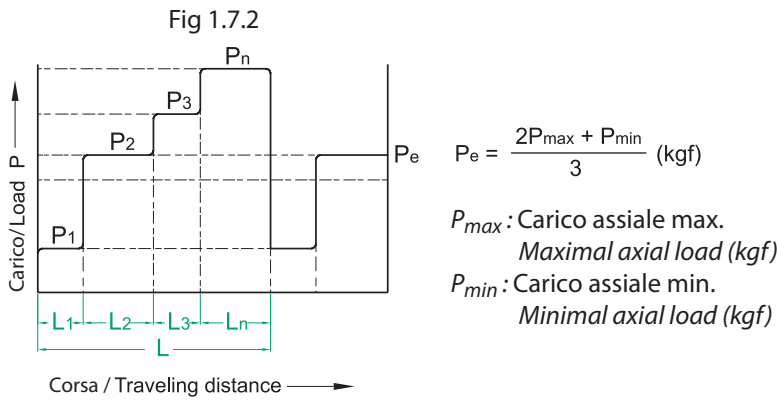 Fig 1.7.2
Pn
P3
P2
Pe
P1
Carico/Load P
L1 L2 L3 Ln
L
Corsa / Traveling distance
Pe = 2Pmax + Pmin / 3 (kgf)
Pmax : Carico assiale max.
Maximal axial load (kgf)
Pmin : Carico assiale min.
Minimal axial load (kgf)